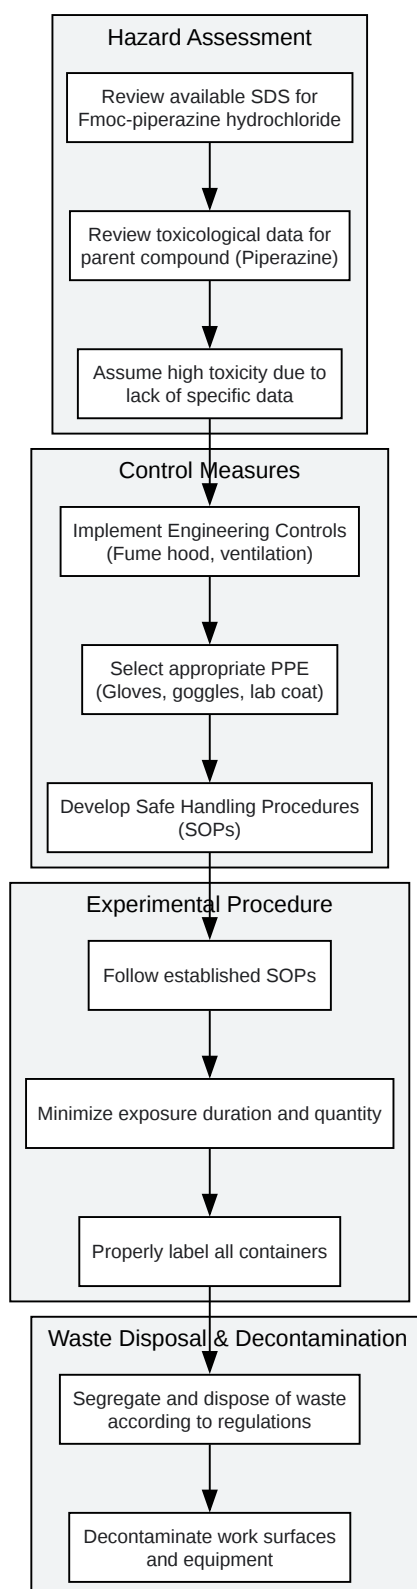 Hazard Assessment
Review available SDS for
Fmoc-piperazine hydrochloride
Review toxicological data for
parent compound (Piperazine)
Assume high toxicity due to
lack of specific data
Control Measures
Implement Engineering Controls
(Fume hood, ventilation)
Select appropriate PPE
(Gloves, goggles, lab coat)
Develop Safe Handling Procedures
(SOPs)
Experimental Procedure
Follow established SOPs
Minimize exposure duration and quantity
Properly label all containers
Waste Disposal & Decontamination
Segregate and dispose of waste
according to regulations
Decontaminate work surfaces
and equipment